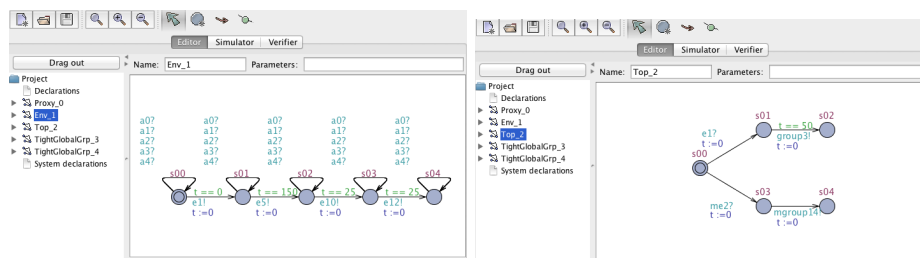 Editor Simulator Verifier
Drag out
Name: Env_1 Parameters:
Project
Declarations
Proxy_0
Env_1
Top_2
TightGlobalGrp_3
TightGlobalGrp_4
System declarations
a0? a0? a0? a0? a0?
a1? a1? a1? a1? a1?
a2? a2? a2? a2? a2?
a3? a3? a3? a3? a3?
a4? a4? a4? a4? a4?
s00 s01 s02 s03 s04
t == 0 t == 150 t == 25 t == 25
e1! e5! e10! e12!
t :=0 t :=0 t :=0 t :=0
Editor Simulator Verifier
Drag out
Name: Top_2 Parameters:
Project
Declarations
Proxy_0
Env_1
Top_2
TightGlobalGrp_3
TightGlobalGrp_4
System declarations
s01 s02
e1? t == 50
t :=0 group3!
t :=0
s00
s03 s04
me2? mgroup14!
t :=0 t :=0